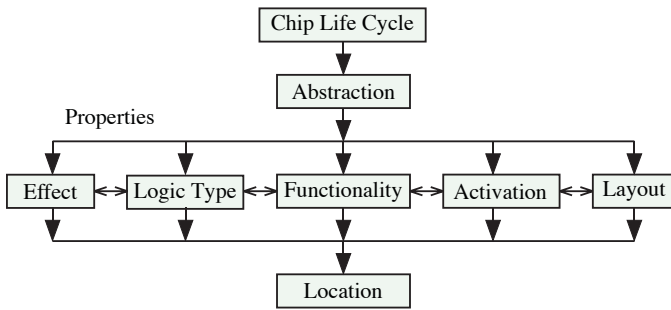 Chip Life Cycle
Abstraction
Properties
Effect
Logic Type
Functionality
Activation
Layout
Location